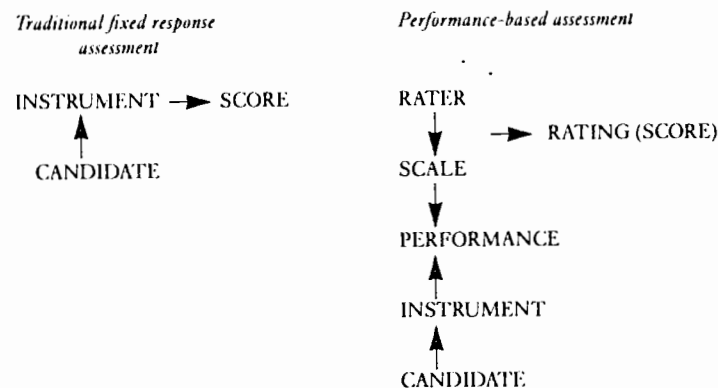 Traditional fixed response
assessment
INSTRUMENT
SCORE
CANDIDATE
Performance-based assessment
RATER
RATING (SCORE)
SCALE
PERFORMANCE
INSTRUMENT
CANDIDATE